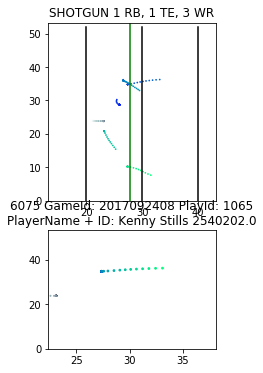 SHOTGUN 1 RB, 1 TE, 3 WR
50
40
30
20
10
0
20 30 40
6075 GameId: 2017092408 PlayId: 1065
PlayerName + ID: Kenny Stills 2540202.0
40
20
0
25 30 35